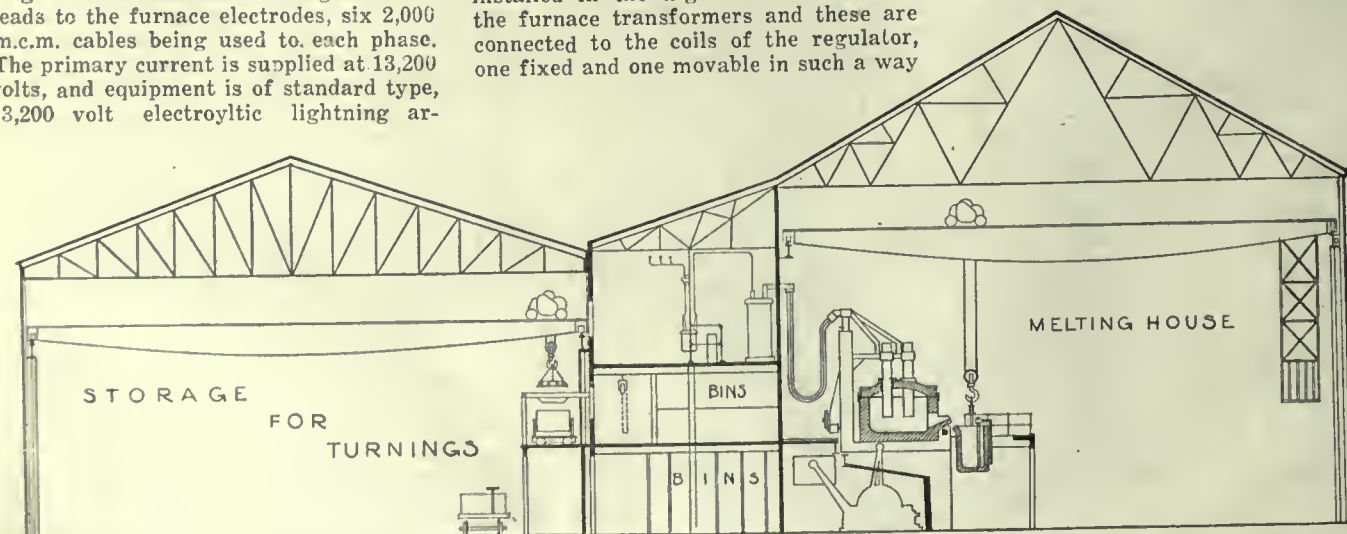 eads to the furnace electrodes, six 2,000
m.c.m. cables being used to. each phase.
The primary current is supplied at 13,200
volts, and equipment is of standard type,
3,200 volt electroyltic lightning ar-
the furnace transformers and these are
connected to the coils of the regulator,
one fixed and one movable in such a way
STORAGE
FOR
TURNINGS
BINS
BINS
MELTING HOUSE